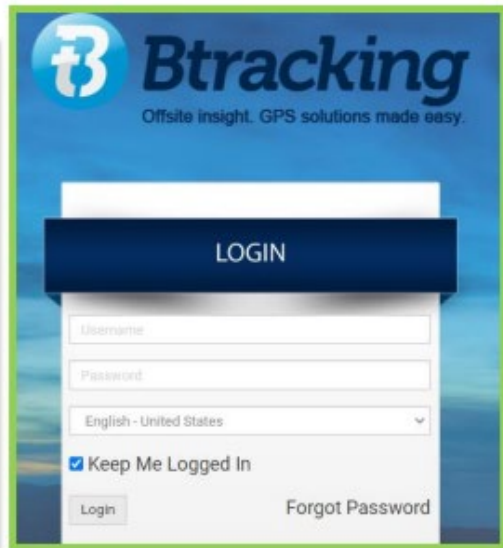 Btracking
Offsite insight. GPS solutions made easy.
LOGIN
Username
Password
English - United States
Keep Me Logged In
Login Forgot Password